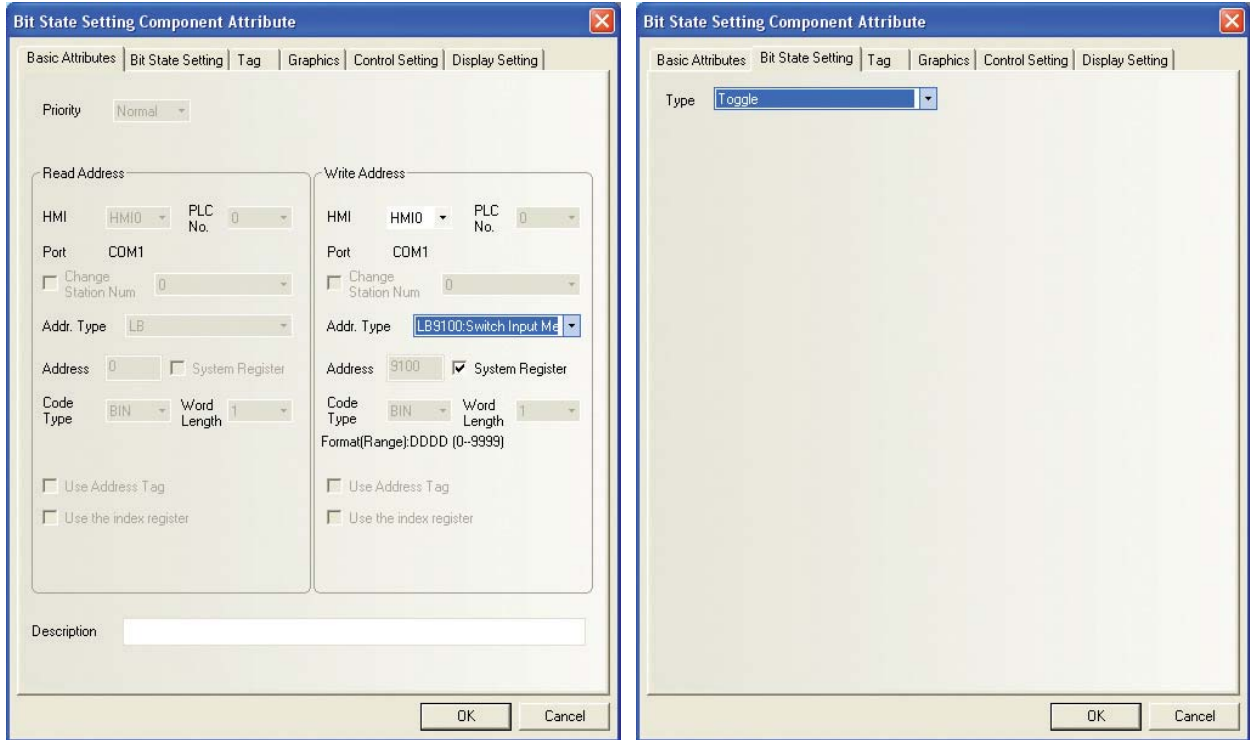 Bit State Setting Component Attribute
Basic Attributes Bit State Setting Tag Graphics Control Setting Display Setting
Priority Normal
Read Address
HMI HMI0 PLC No. 0
Port COM1
Change Station Num 0
Addr. Type LB
Address 0 System Register
Code Type BIN Word Length 1
Use Address Tag
Use the index register
Write Address
HMI HMI0 PLC No. 0
Port COM1
Change Station Num 0
Addr. Type LB9100:Switch Input Me
Address 9100 System Register
Code Type BIN Word Length 1
Format(Range):DDDD (0--9999)
Use Address Tag
Use the index register
Description
OK Cancel
Bit State Setting Component Attribute
Basic Attributes Bit State Setting Tag Graphics Control Setting Display Setting
Type Toggle
OK Cancel